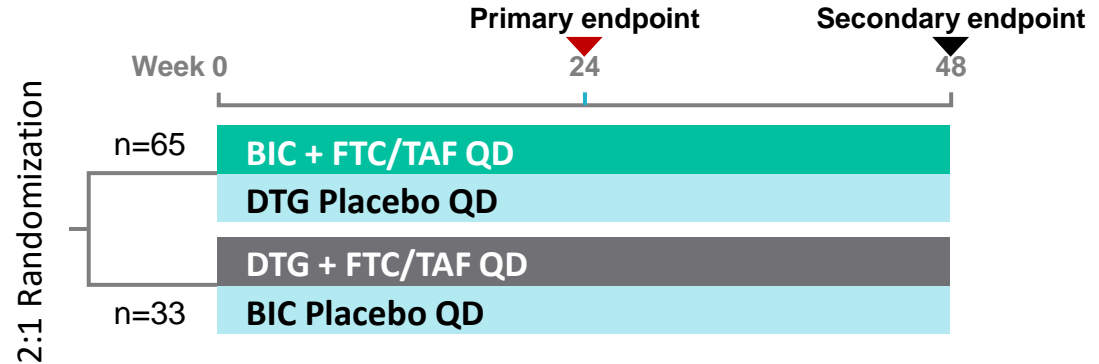 Primary endpoint
Secondary endpoint
Week 0
24
48
2:1 Randomization
n=65
BIC + FTC/TAF QD
DTG Placebo QD
DTG + FTC/TAF QD
n=33
BIC Placebo QD